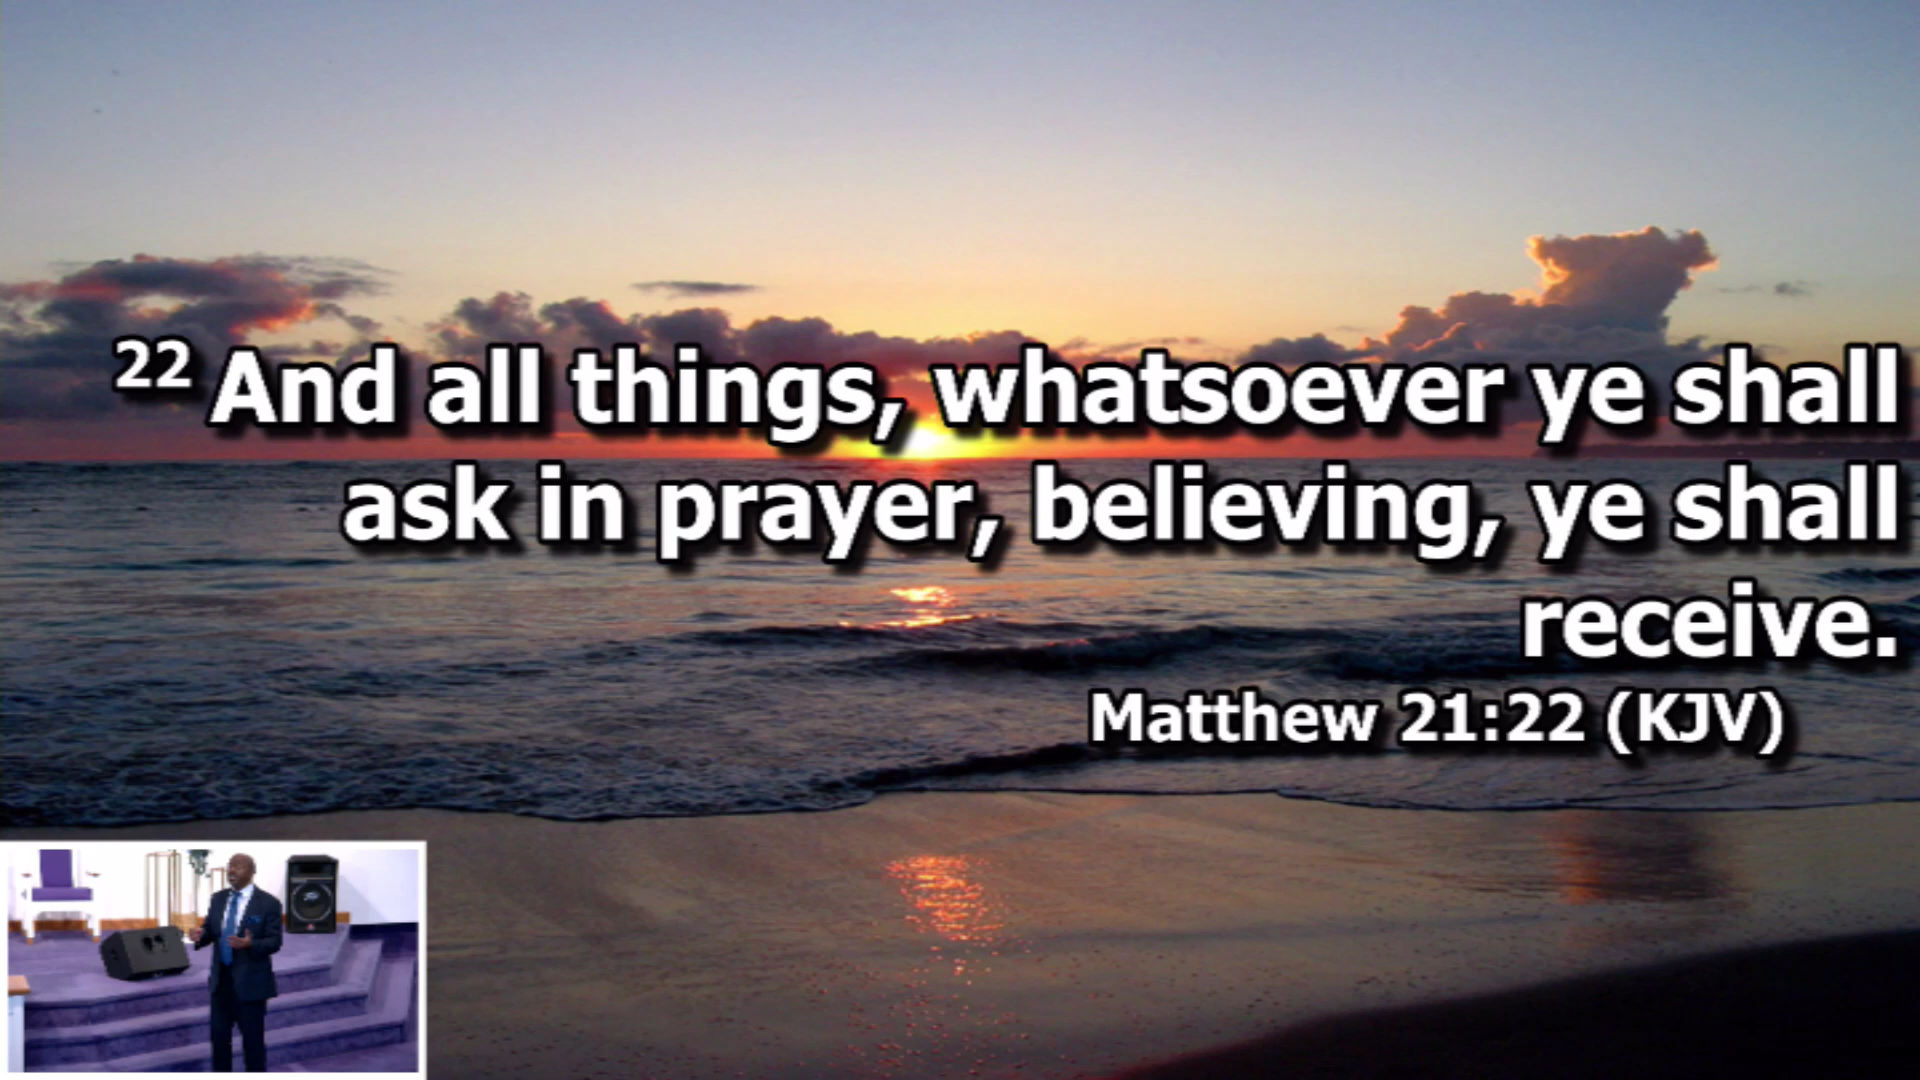 22 And all things, whatsoever ye shall
ask in prayer, believing, ye shall
receive.
Matthew 21:22 (KJV)